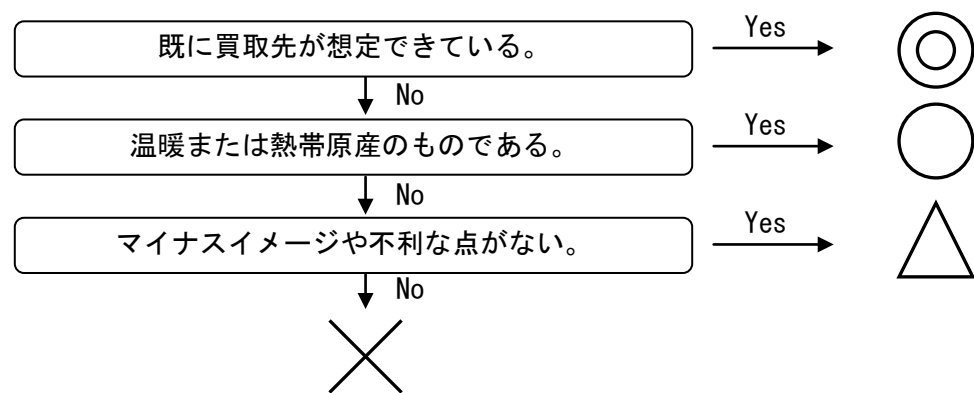 既に買取先が想定できている。
Yes
No
温暖または熱帯原産のものである。
Yes
No
マイナスイメージや不利な点がない。
Yes
No